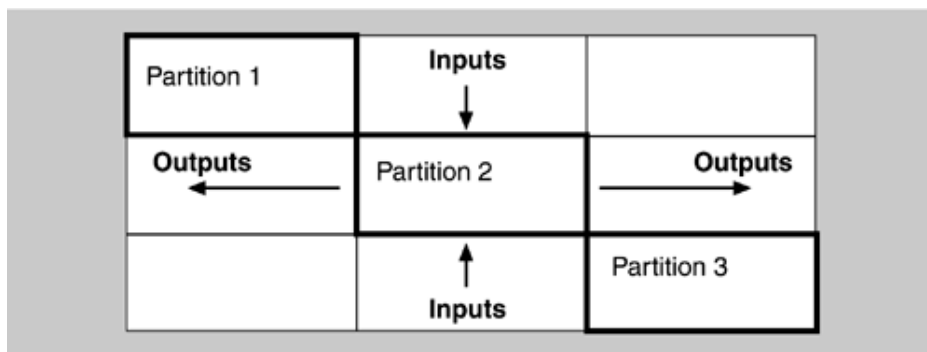 Partition 1
Inputs
Outputs
Partition 2
Outputs
Partition 3
Inputs